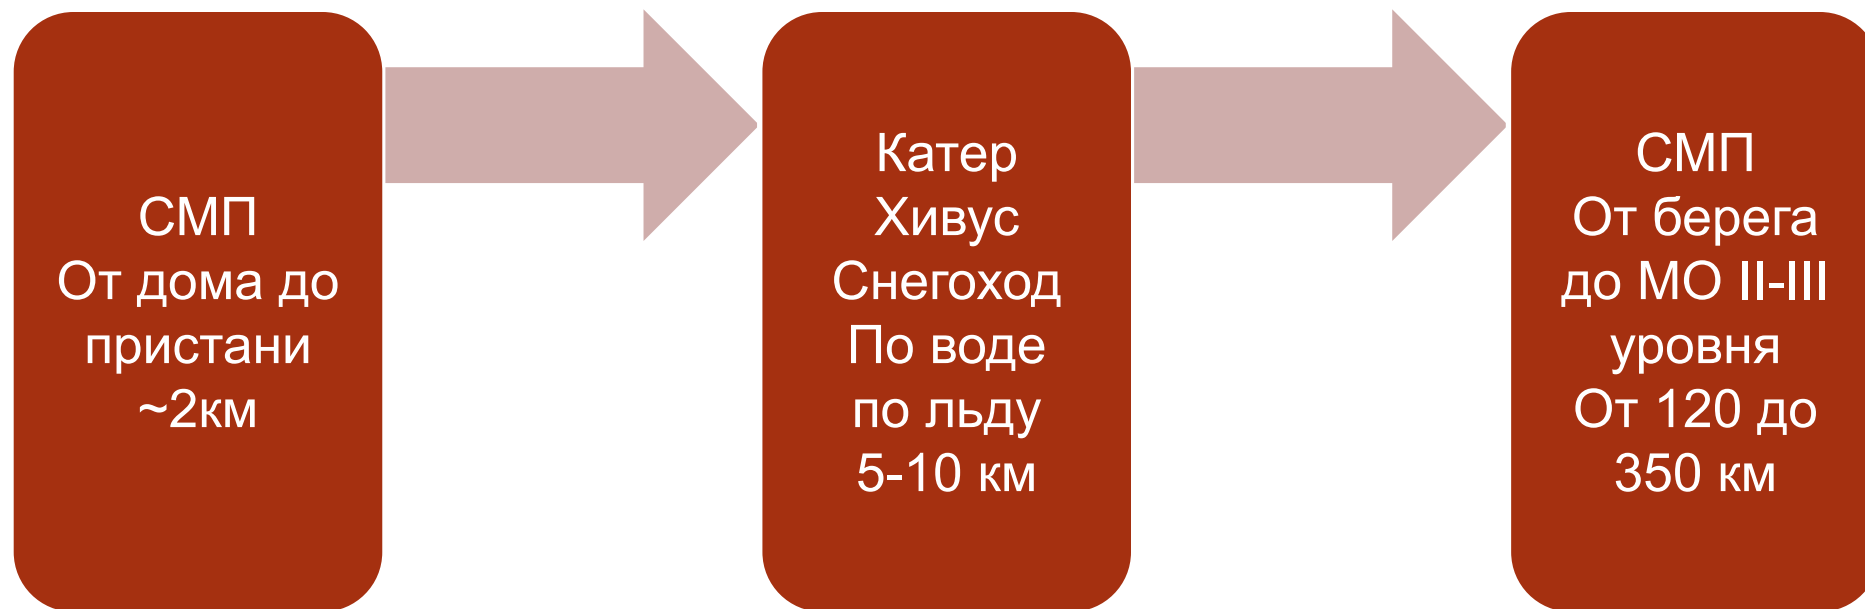 СМП
От дома до
пристани
~2км
Катер
Хивус
Снегоход
По воде
по льду
5-10 км
СМП
От берега
до МО II-III
уровня
От 120 до
350 км